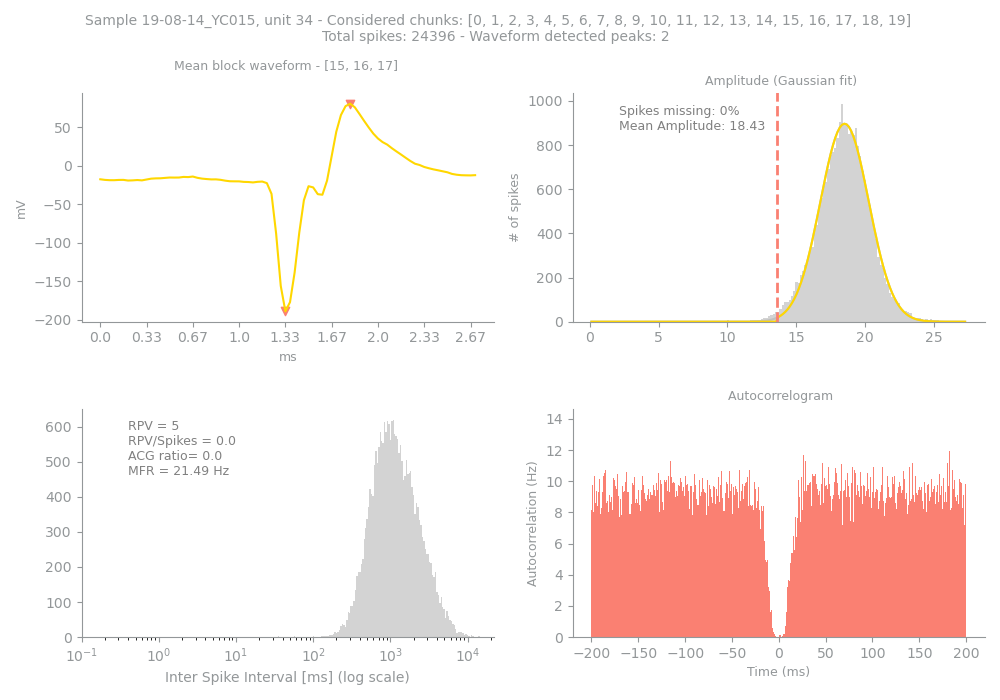 Sample 19-08-14_YC015, unit 34 - Considered chunks: [0, 1, 2, 3, 4, 5, 6, 7, 8, 9, 10, 11, 12, 13, 14, 15, 16, 17, 18, 19]
Total spikes: 24396 - Waveform detected peaks: 2
Mean block waveform - [15, 16, 17]
50
0
−50
−100
−150
−200
mV
0.0 0.33 0.67 1.0 1.33 1.67 2.0 2.33 2.67
ms
Amplitude (Gaussian fit)
Spikes missing: 0%
Mean Amplitude: 18.43
1000
800
600
400
200
0
# of spikes
0 5 10 15 20 25
RPV = 5
RPV/Spikes = 0.0
ACG ratio= 0.0
MFR = 21.49 Hz
600
500
400
300
200
100
0
10⁻¹ 10⁰ 10¹ 10² 10³ 10⁴
Inter Spike Interval [ms] (log scale)
Autocorrelogram
14
12
10
8
6
4
2
0
Autocorrelation (Hz)
−200 −150 −100 −50 0 50 100 150 200
Time (ms)